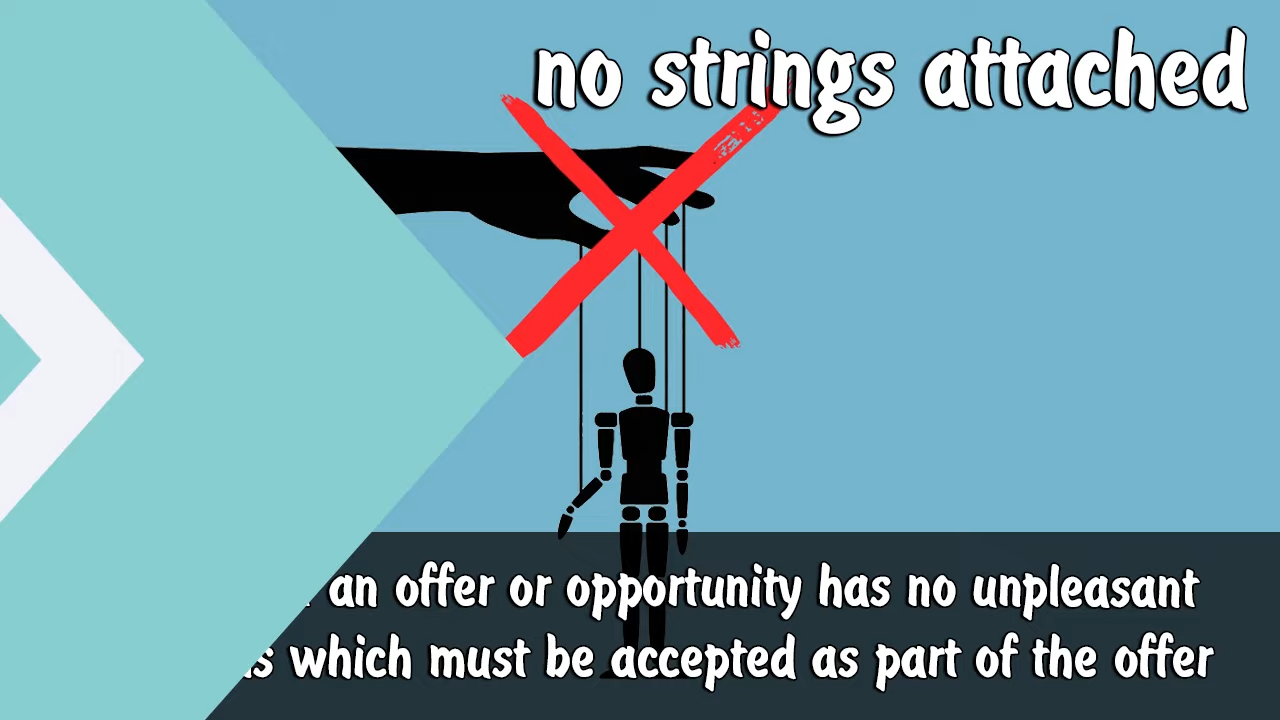 no strings attached
an offer or opportunity has no unpleasant
which must be accepted as part of the offer